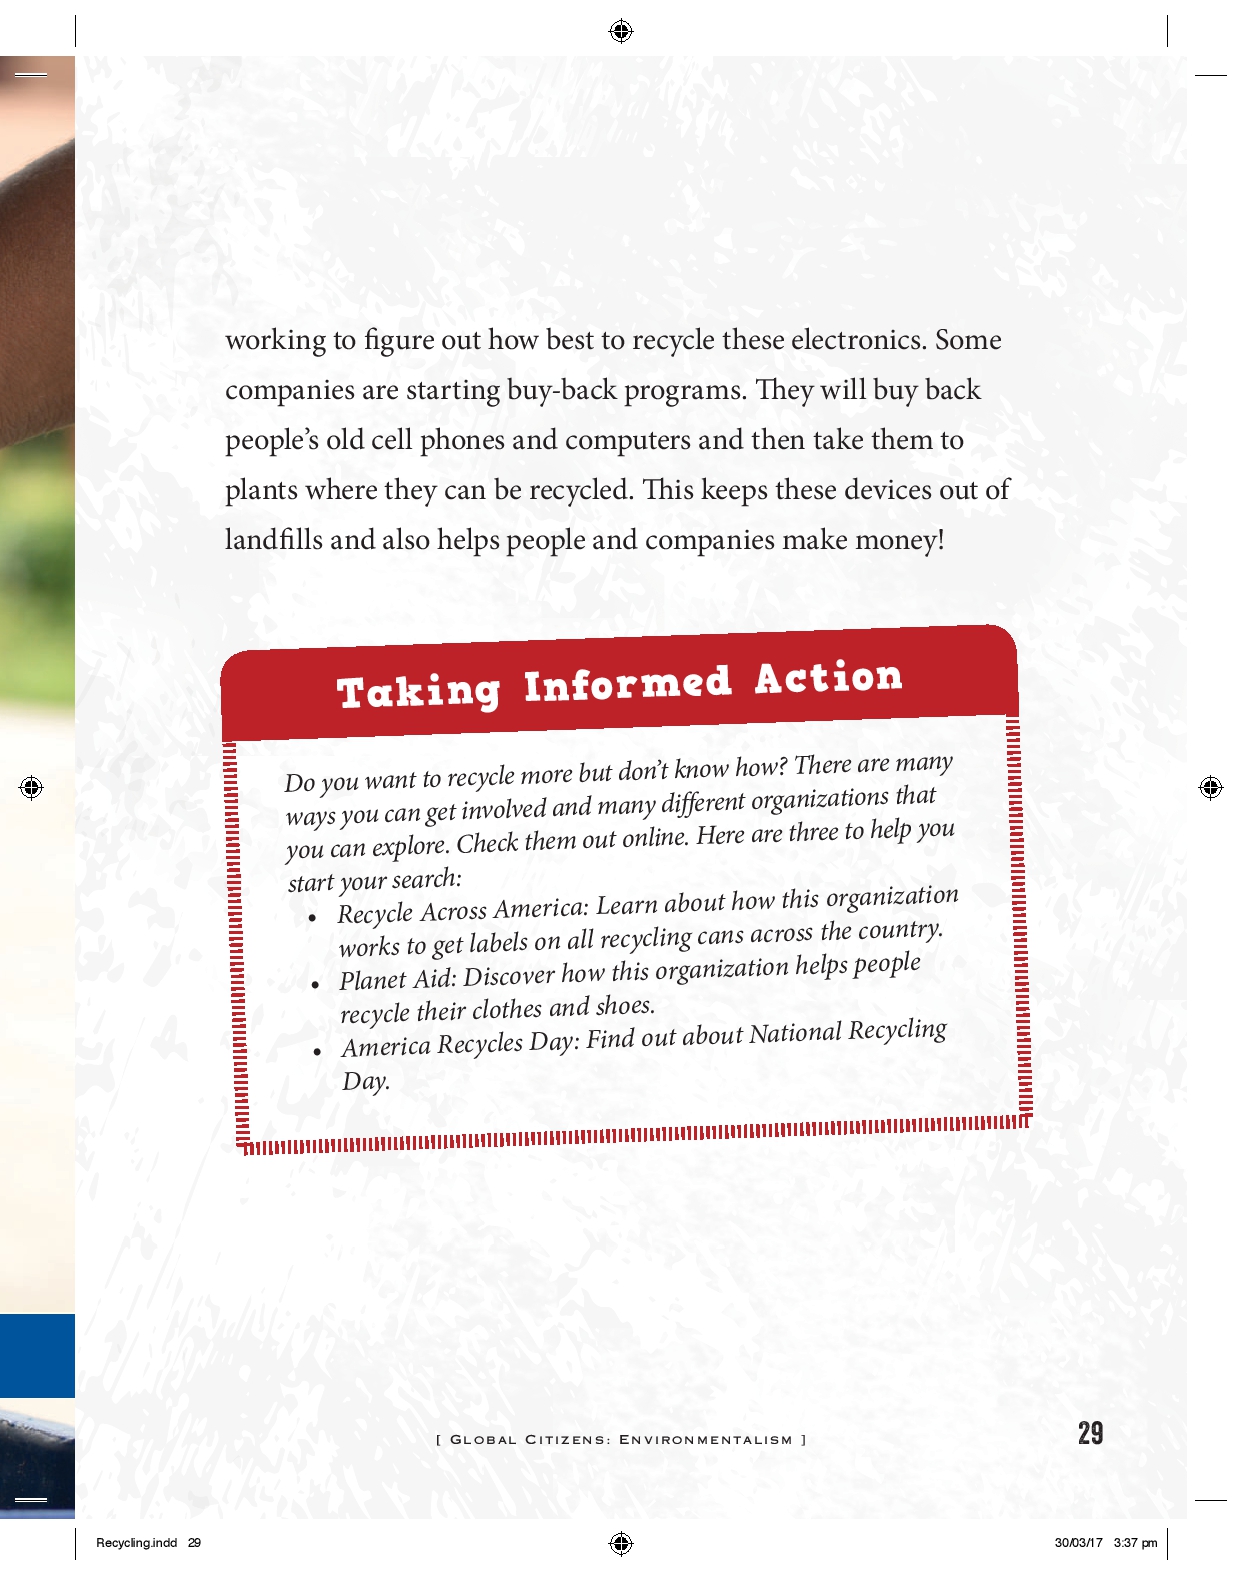 working to figure out how best to recycle these electronics. Some
companies are starting buy-back programs. They will buy back
people’s old cell phones and computers and then take them to
plants where they can be recycled. This keeps these devices out of
landfills and also helps people and companies make money!
Taking Informed Action
Do you want to recycle more but don’t know how? There are many
ways you can get involved and many different organizations that
you can explore. Check them out online. Here are three to help you
start your search:
• Recycle Across America: Learn about how this organization
works to get labels on all recycling cans across the country.
• Planet Aid: Discover how this organization helps people
recycle their clothes and shoes.
• America Recycles Day: Find out about National Recycling
Day.
[ Global Citizens: Environmentalism ]
29
Recycling.indd 29
30/03/17 3:37 pm